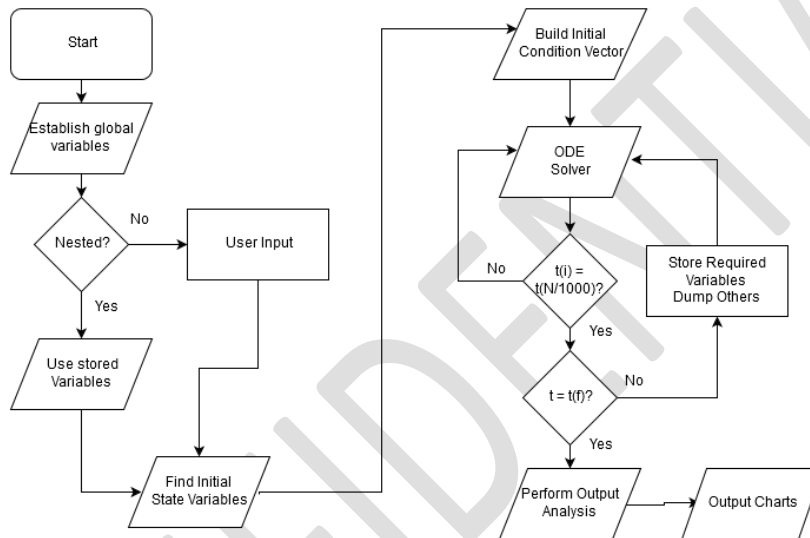 Start
Establish global
variables
Nested?
No
User Input
Yes
Use stored
Variables
Find Initial
State Variables
Build Initial
Condition Vector
ODE
Solver
No
t(i) =
t(N/1000)?
Yes
Store Required
Variables
Dump Others
t = t(f)?
No
Yes
Perform Output
Analysis
Output Charts